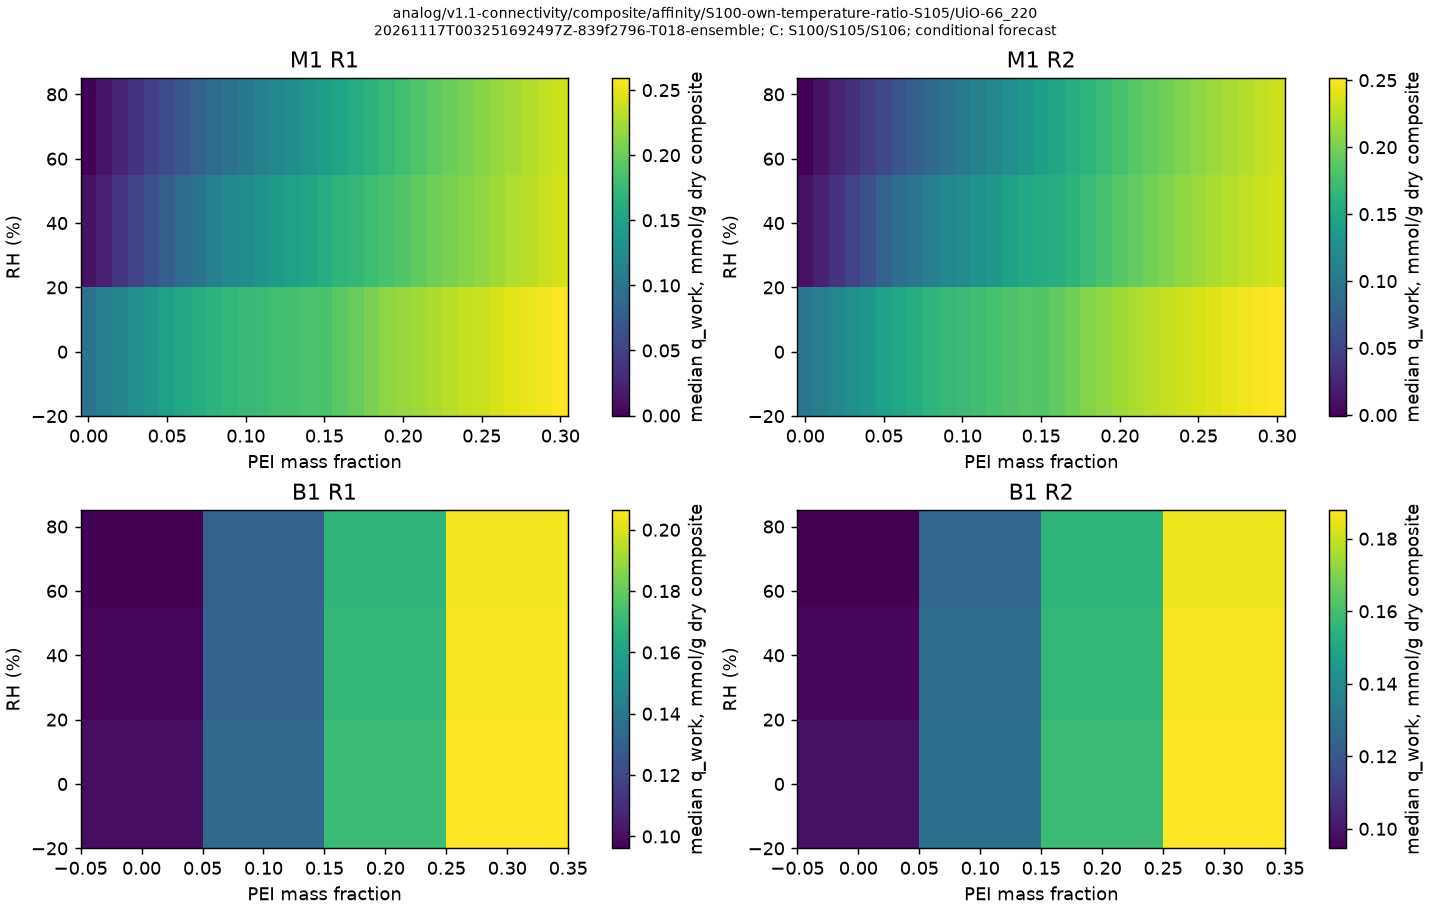 analog/v1.1-connectivity/composite/affinity/S100-own-temperature-ratio-S105/UiO-66_220
20261117T003251692497Z-839f2796-T018-ensemble; C: S100/S105/S106; conditional forecast
M1 R1
RH (%)
80
60
40
20
0
−20
0.00 0.05 0.10 0.15 0.20 0.25 0.30
PEI mass fraction
0.25
0.20
0.15
0.10
0.05
0.00
median q_work, mmol/g dry composite
M1 R2
RH (%)
80
60
40
20
0
−20
0.00 0.05 0.10 0.15 0.20 0.25 0.30
PEI mass fraction
0.25
0.20
0.15
0.10
0.05
0.00
median q_work, mmol/g dry composite
B1 R1
RH (%)
80
60
40
20
0
−20
−0.05 0.00 0.05 0.10 0.15 0.20 0.25 0.30 0.35
PEI mass fraction
0.20
0.18
0.16
0.14
0.12
0.10
median q_work, mmol/g dry composite
B1 R2
RH (%)
80
60
40
20
0
−20
−0.05 0.00 0.05 0.10 0.15 0.20 0.25 0.30 0.35
PEI mass fraction
0.18
0.16
0.14
0.12
0.10
median q_work, mmol/g dry composite